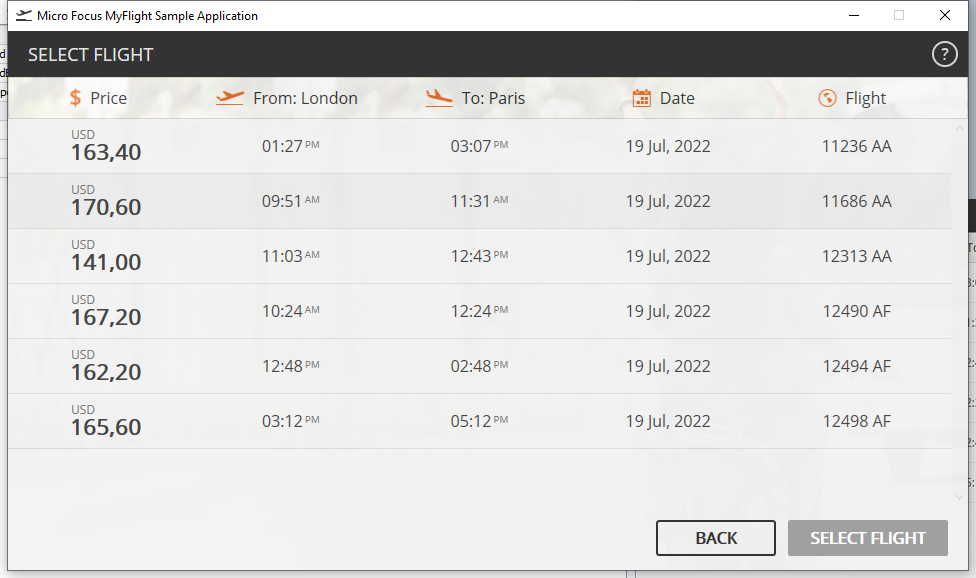 Micro Focus MyFlight Sample Application
SELECT FLIGHT
?
$ Price From: London To: Paris Date Flight
USD
163,40 01:27 PM 03:07 PM 19 Jul, 2022 11236 AA
USD
170,60 09:51 AM 11:31 AM 19 Jul, 2022 11686 AA
USD
141,00 11:03 AM 12:43 PM 19 Jul, 2022 12313 AA
USD
167,20 10:24 AM 12:24 PM 19 Jul, 2022 12490 AF
USD
162,20 12:48 PM 02:48 PM 19 Jul, 2022 12494 AF
USD
165,60 03:12 PM 05:12 PM 19 Jul, 2022 12498 AF
BACK SELECT FLIGHT